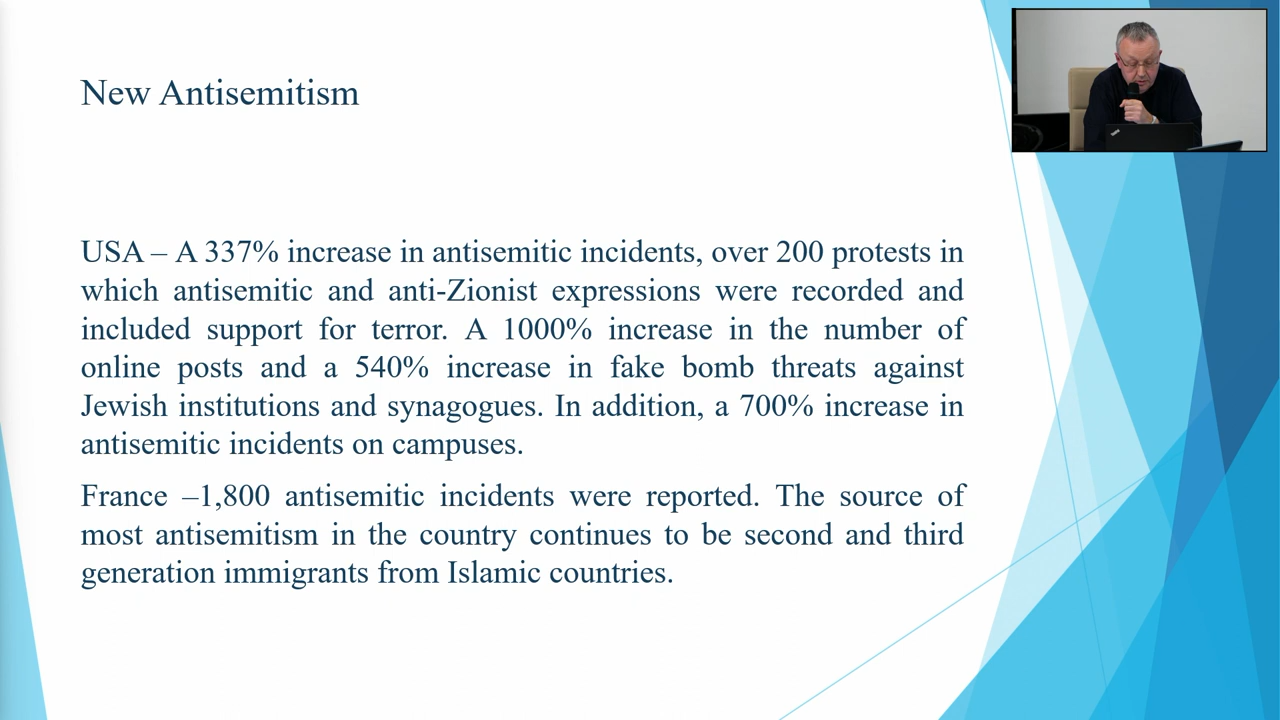 New Antisemitism
USA – A 337% increase in antisemitic incidents, over 200 protests in
which antisemitic and anti-Zionist expressions were recorded and
included support for terror. A 1000% increase in the number of
online posts and a 540% increase in fake bomb threats against
Jewish institutions and synagogues. In addition, a 700% increase in
antisemitic incidents on campuses.
France –1,800 antisemitic incidents were reported. The source of
most antisemitism in the country continues to be second and third
generation immigrants from Islamic countries.